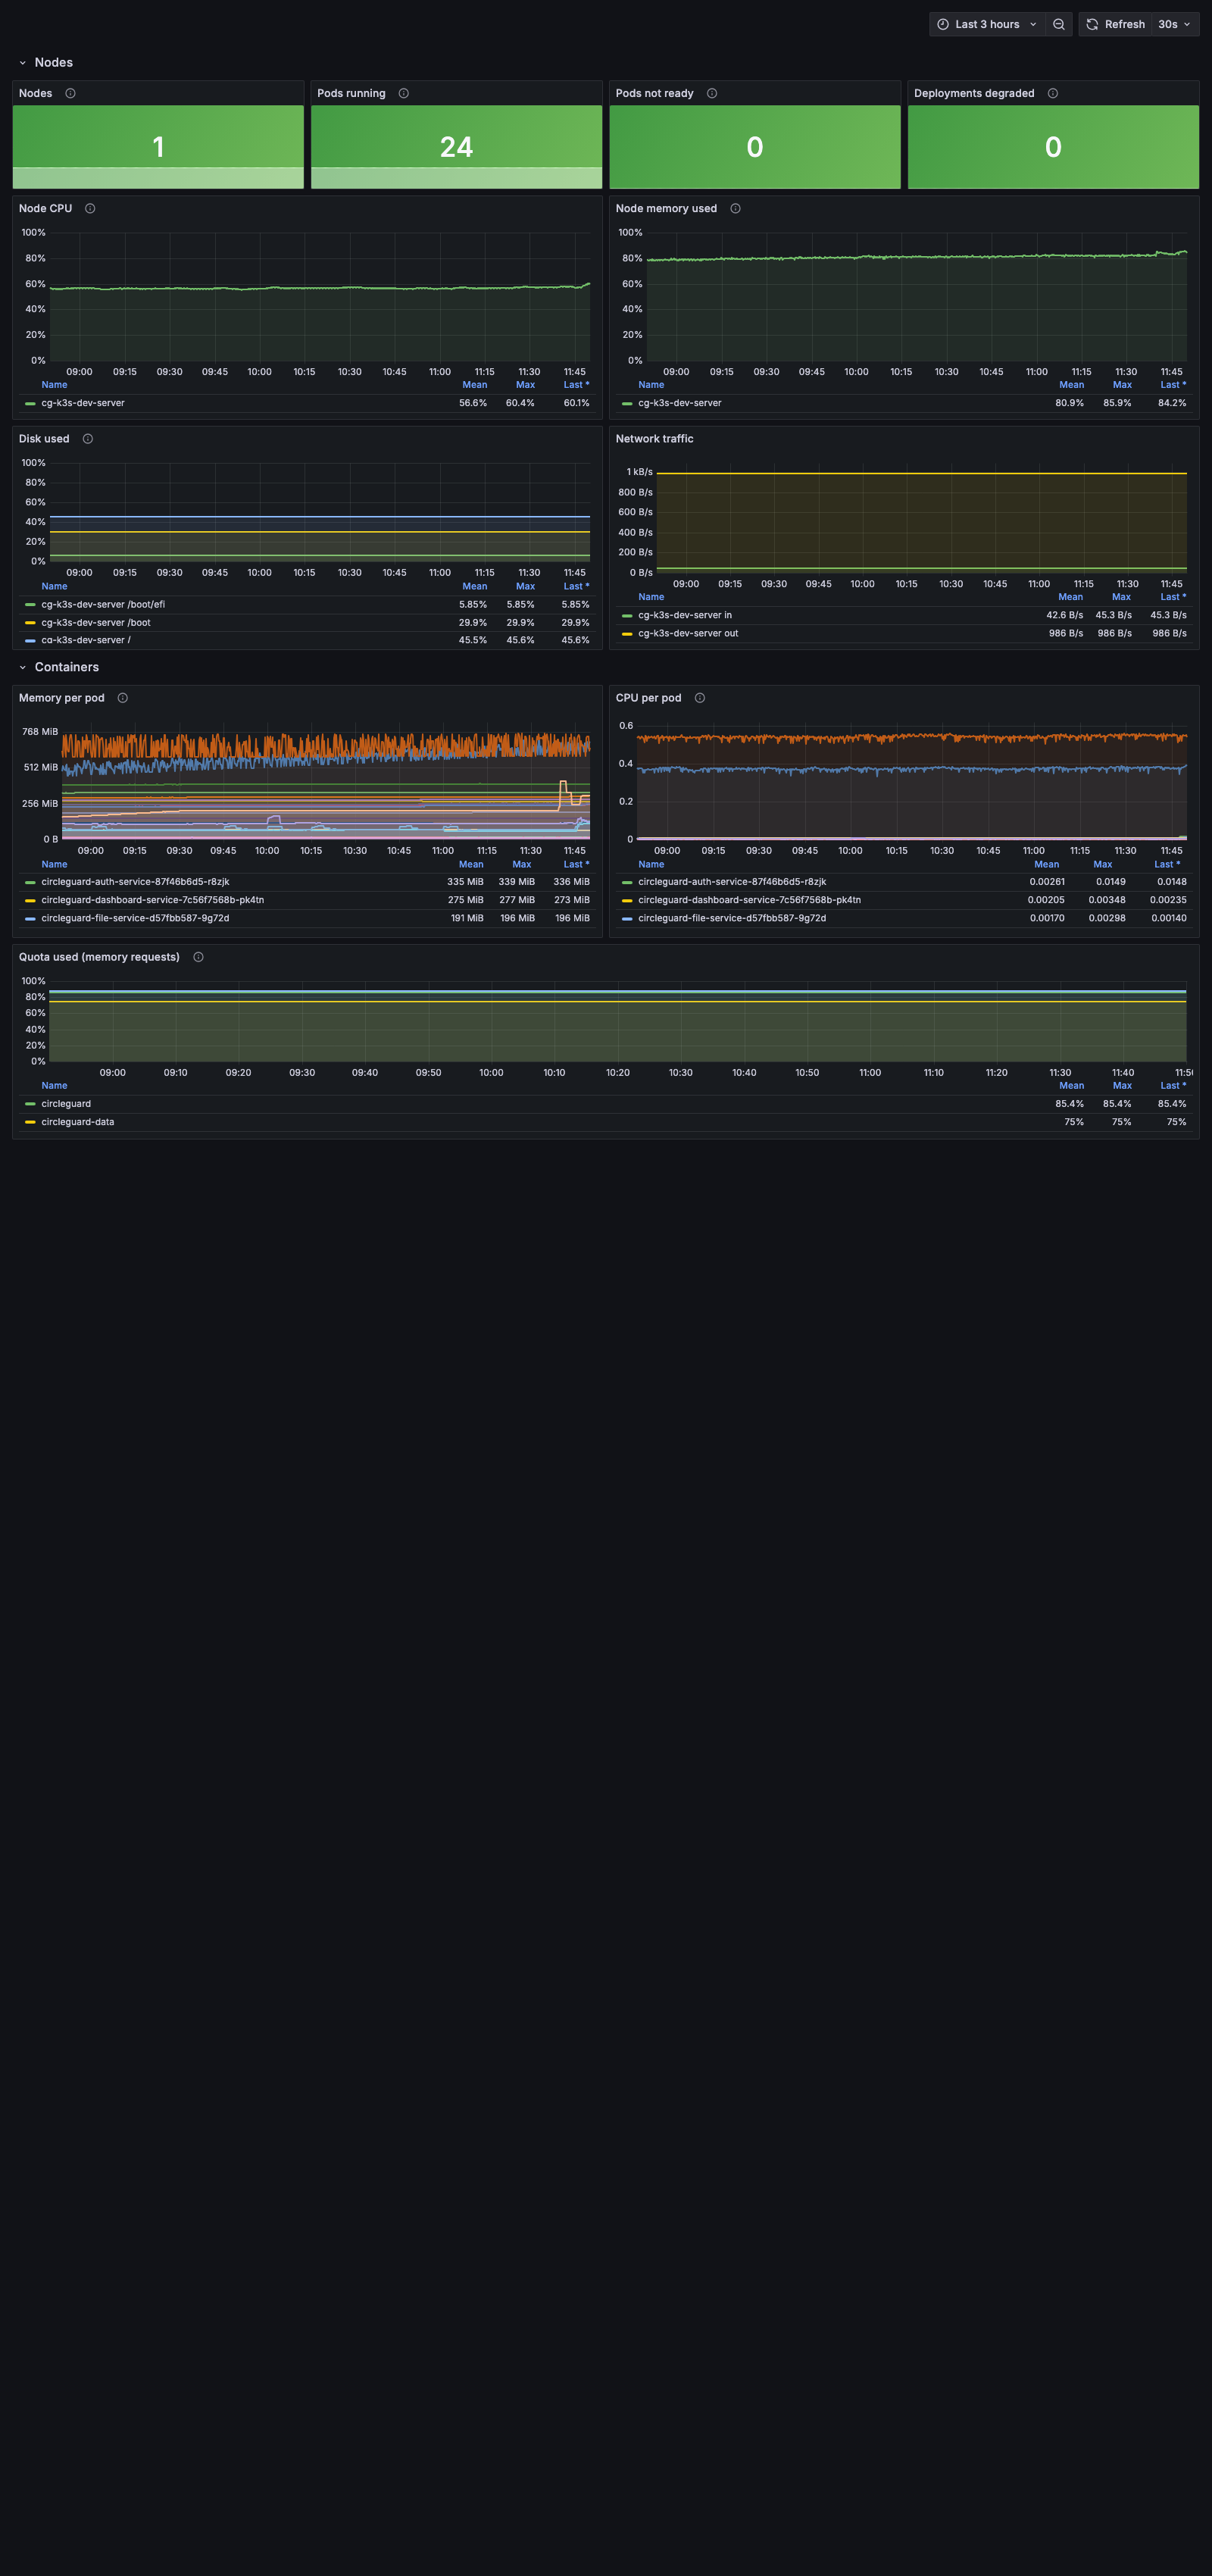 Last 3 hours Refresh 30s
Nodes
Nodes Pods running Pods not ready Deployments degraded
1 24 0 0
Node CPU
100%
80%
60%
40%
20%
0%
09:00 09:15 09:30 09:45 10:00 10:15 10:30 10:45 11:00 11:15 11:30 11:45
Name Mean Max Last *
cg-k3s-dev-server 56.6% 60.4% 60.1%
Node memory used
100%
80%
60%
40%
20%
0%
09:00 09:15 09:30 09:45 10:00 10:15 10:30 10:45 11:00 11:15 11:30 11:45
Name Mean Max Last *
cg-k3s-dev-server 80.9% 85.9% 84.2%
Disk used
100%
80%
60%
40%
20%
0%
09:00 09:15 09:30 09:45 10:00 10:15 10:30 10:45 11:00 11:15 11:30 11:45
Name Mean Max Last *
cg-k3s-dev-server /boot/efi 5.85% 5.85% 5.85%
cg-k3s-dev-server /boot 29.9% 29.9% 29.9%
cg-k3s-dev-server / 45.5% 45.6% 45.6%
Network traffic
1 kB/s
800 B/s
600 B/s
400 B/s
200 B/s
0 B/s
09:00 09:15 09:30 09:45 10:00 10:15 10:30 10:45 11:00 11:15 11:30 11:45
Name Mean Max Last *
cg-k3s-dev-server in 42.6 B/s 45.3 B/s 45.3 B/s
cg-k3s-dev-server out 986 B/s 986 B/s 986 B/s
Containers
Memory per pod
768 MiB
512 MiB
256 MiB
0 B
09:00 09:15 09:30 09:45 10:00 10:15 10:30 10:45 11:00 11:15 11:30 11:45
Name Mean Max Last *
circleguard-auth-service-87f46b6d5-r8zjk 335 MiB 339 MiB 336 MiB
circleguard-dashboard-service-7c56f7568b-pk4tn 275 MiB 277 MiB 273 MiB
circleguard-file-service-d57fbb587-9g72d 191 MiB 196 MiB 196 MiB
CPU per pod
0.6
0.4
0.2
0
09:00 09:15 09:30 09:45 10:00 10:15 10:30 10:45 11:00 11:15 11:30 11:45
Name Mean Max Last *
circleguard-auth-service-87f46b6d5-r8zjk 0.00261 0.0149 0.0148
circleguard-dashboard-service-7c56f7568b-pk4tn 0.00205 0.00348 0.00235
circleguard-file-service-d57fbb587-9g72d 0.00170 0.00298 0.00140
Quota used (memory requests)
100%
80%
60%
40%
20%
0%
09:00 09:10 09:20 09:30 09:40 09:50 10:00 10:10 10:20 10:30 10:40 10:50 11:00 11:10 11:20 11:30 11:40 11:50
Name Mean Max Last *
circleguard 85.4% 85.4% 85.4%
circleguard-data 75% 75% 75%